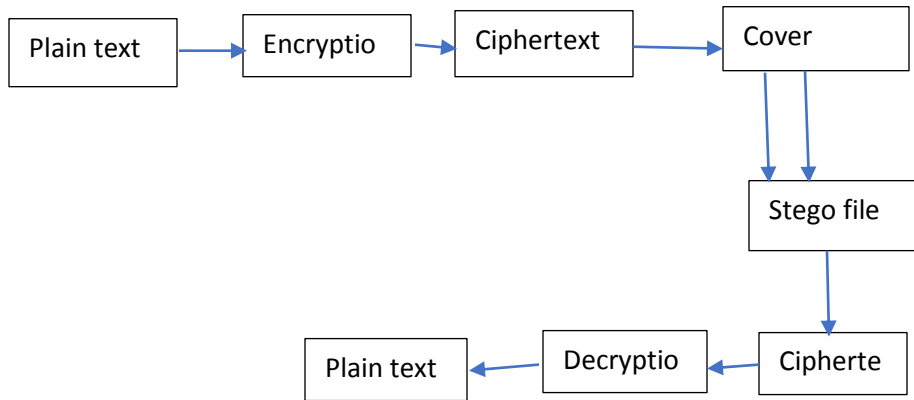 Plain text
Encryptio
Ciphertext
Cover
Stego file
Cipherte
Decryptio
Plain text